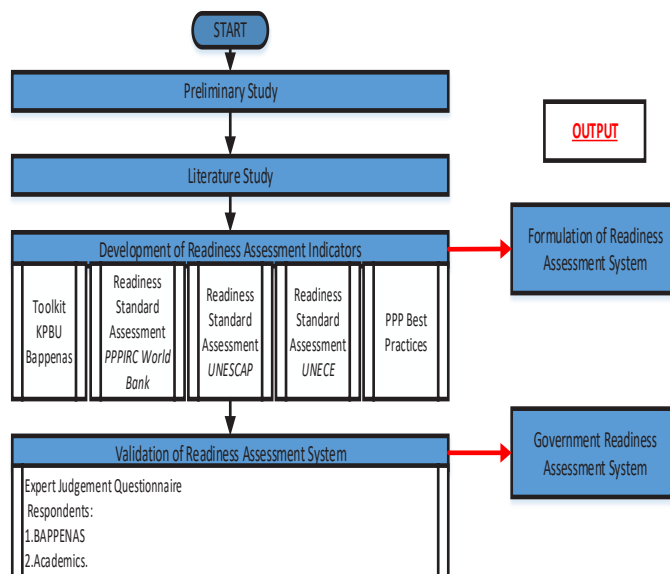 START
Preliminary Study
OUTPUT
Literature Study
Development of Readiness Assessment Indicators
Formulation of Readiness
Assessment System
Toolkit
KPBU
Bappenas
Readiness
Standard
Assessment
PPPIRC World
Bank
Readiness
Standard
Assessment
UNESCAP
Readiness
Standard
Assessment
UNECE
PPP Best
Practices
Validation of Readiness Assessment System
Government Readiness
Assessment System
Expert Judgement Questionnaire
Respondents:
1.BAPPENAS
2.Academics.